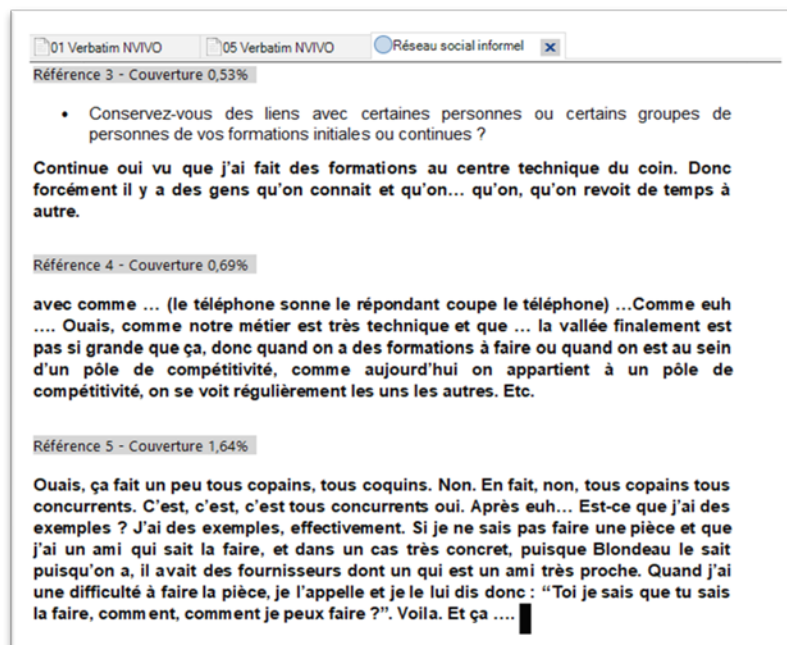 01 Verbatim NVIVO 05 Verbatim NVIVO Réseau social informel
Référence 3 - Couverture 0,53%
• Conservez-vous des liens avec certaines personnes ou certains groupes de
personnes de vos formations initiales ou continues ?
Continue oui vu que j'ai fait des formations au centre technique du coin. Donc
forcément il y a des gens qu'on connait et qu'on… qu'on, qu'on revoit de temps à
autre.
Référence 4 - Couverture 0,69%
avec comme … (le téléphone sonne le répondant coupe le téléphone) …Comme euh
…. Ouais, comme notre métier est très technique et que … la vallée finalement est
pas si grande que ça, donc quand on a des formations à faire ou quand on est au sein
d'un pôle de compétitivité, comme aujourd'hui on appartient à un pôle de
compétitivité, on se voit régulièrement les uns les autres. Etc.
Référence 5 - Couverture 1,64%
Ouais, ça fait un peu tous copains, tous coquins. Non. En fait, non, tous copains tous
concurrents. C'est, c'est, c'est tous concurrents oui. Après euh… Est-ce que j'ai des
exemples ? J'ai des exemples, effectivement. Si je ne sais pas faire une pièce et que
j'ai un ami qui sait la faire, et dans un cas très concret, puisque Blondeau le sait
puisqu'on a, il avait des fournisseurs dont un qui est un ami très proche. Quand j'ai
une difficulté à faire la pièce, je l'appelle et je le lui dis donc : “Toi je sais que tu sais
la faire, comment, comment je peux faire ?”. Voila. Et ça ….